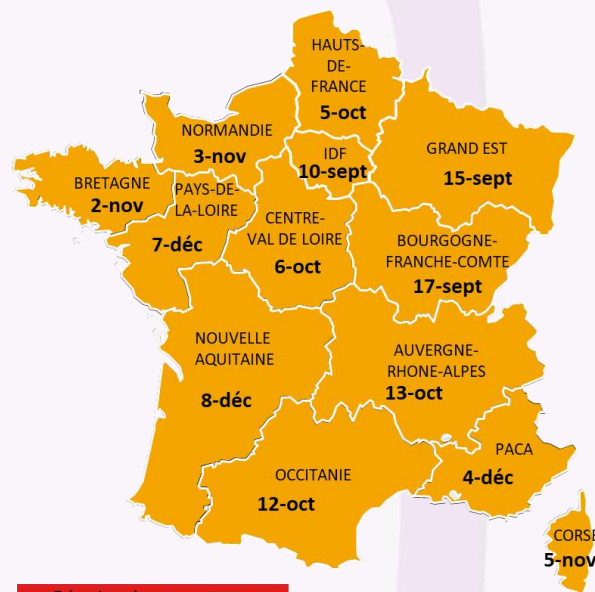 HAUTS-
DE-
FRANCE
5-oct
NORMANDIE
3-nov
IDF
10-sept
GRAND EST
15-sept
BRETAGNE
2-nov
PAYS-DE-
LA-LOIRE
7-déc
CENTRE-
VAL DE LOIRE
6-oct
BOURGOGNE-
FRANCHE-COMTE
17-sept
NOUVELLE
AQUITAINE
8-déc
AUVERGNE-
RHONE-ALPES
13-oct
OCCITANIE
12-oct
PACA
4-déc
CORSE
5-nov